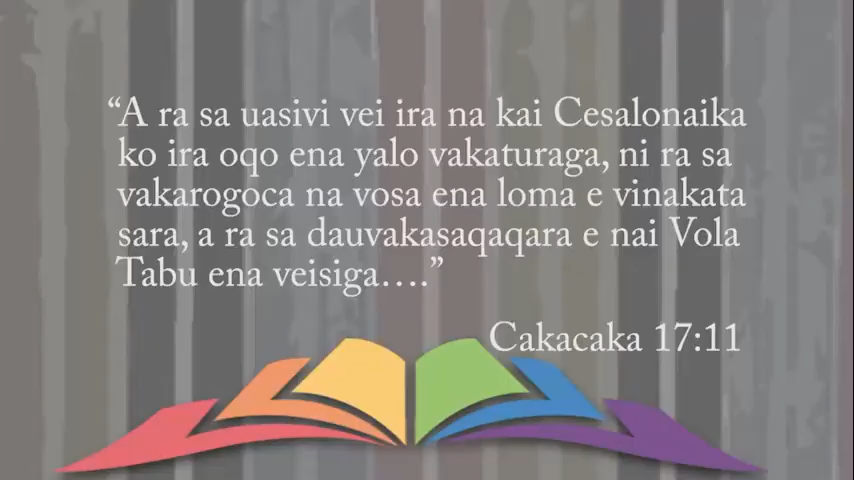 “A ra sa uasivi vei ira na kai Cesalonaika
ko ira oqo ena yalo vakaturaga, ni ra sa
vakarogoca na vosa ena loma e vinakata
sara, a ra sa dauvakasaqaqara e nai Vola
Tabu ena veisiga….”
Cakacaka 17:11